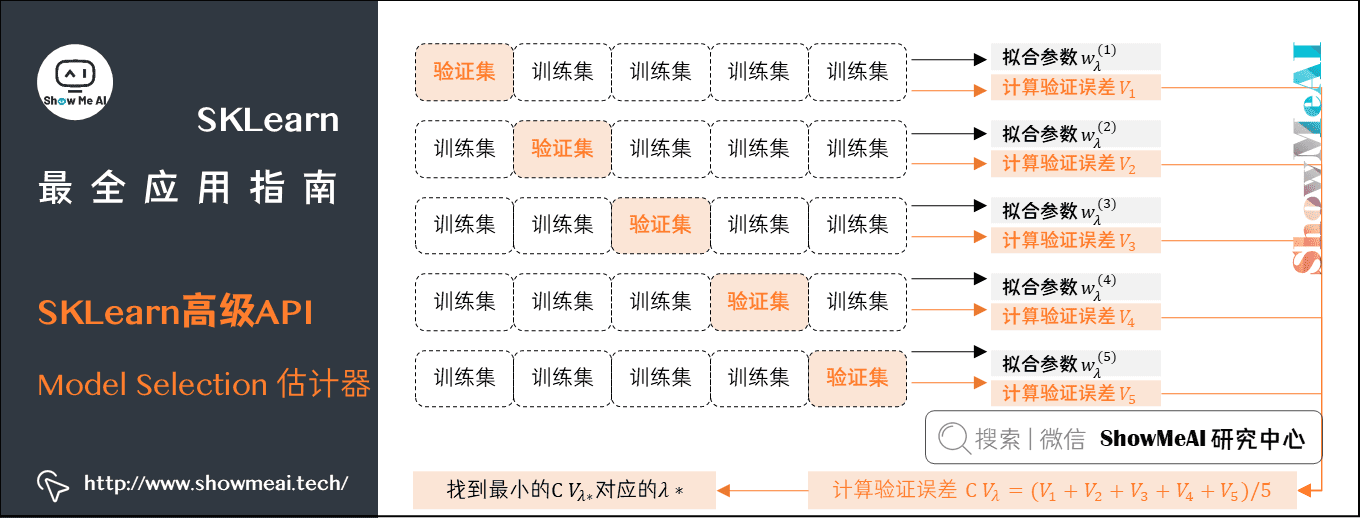 Show Me AI
SKLearn
最全应用指南
SKLearn高级API
Model Selection 估计器
http://www.showmeai.tech/
验证集 训练集 训练集 训练集 训练集
拟合参数 w_λ^(1)
计算验证误差 V₁
训练集 验证集 训练集 训练集 训练集
拟合参数 w_λ^(2)
计算验证误差 V₂
训练集 训练集 验证集 训练集 训练集
拟合参数 w_λ^(3)
计算验证误差 V₃
训练集 训练集 训练集 验证集 训练集
拟合参数 w_λ^(4)
计算验证误差 V₄
训练集 训练集 训练集 训练集 验证集
拟合参数 w_λ^(5)
计算验证误差 V₅
ShowMeAI
搜索 | 微信 ShowMeAI 研究中心
找到最小的C V_λ* 对应的λ *
计算验证误差 C V_λ = (V₁ + V₂ + V₃ + V₄ + V₅)/5